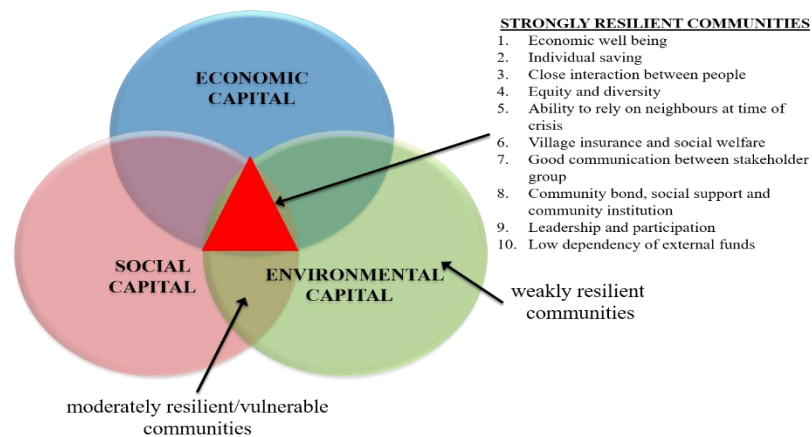 STRONGLY RESILIENT COMMUNITIES
1. Economic well being
2. Individual saving
3. Close interaction between people
4. Equity and diversity
5. Ability to rely on neighbours at time of
crisis
6. Village insurance and social welfare
7. Good communication between stakeholder
group
8. Community bond, social support and
community institution
9. Leadership and participation
10. Low dependency of external funds
ECONOMIC
CAPITAL
SOCIAL
CAPITAL
ENVIRONMENTAL
CAPITAL
weakly resilient
communities
moderately resilient/vulnerable
communities